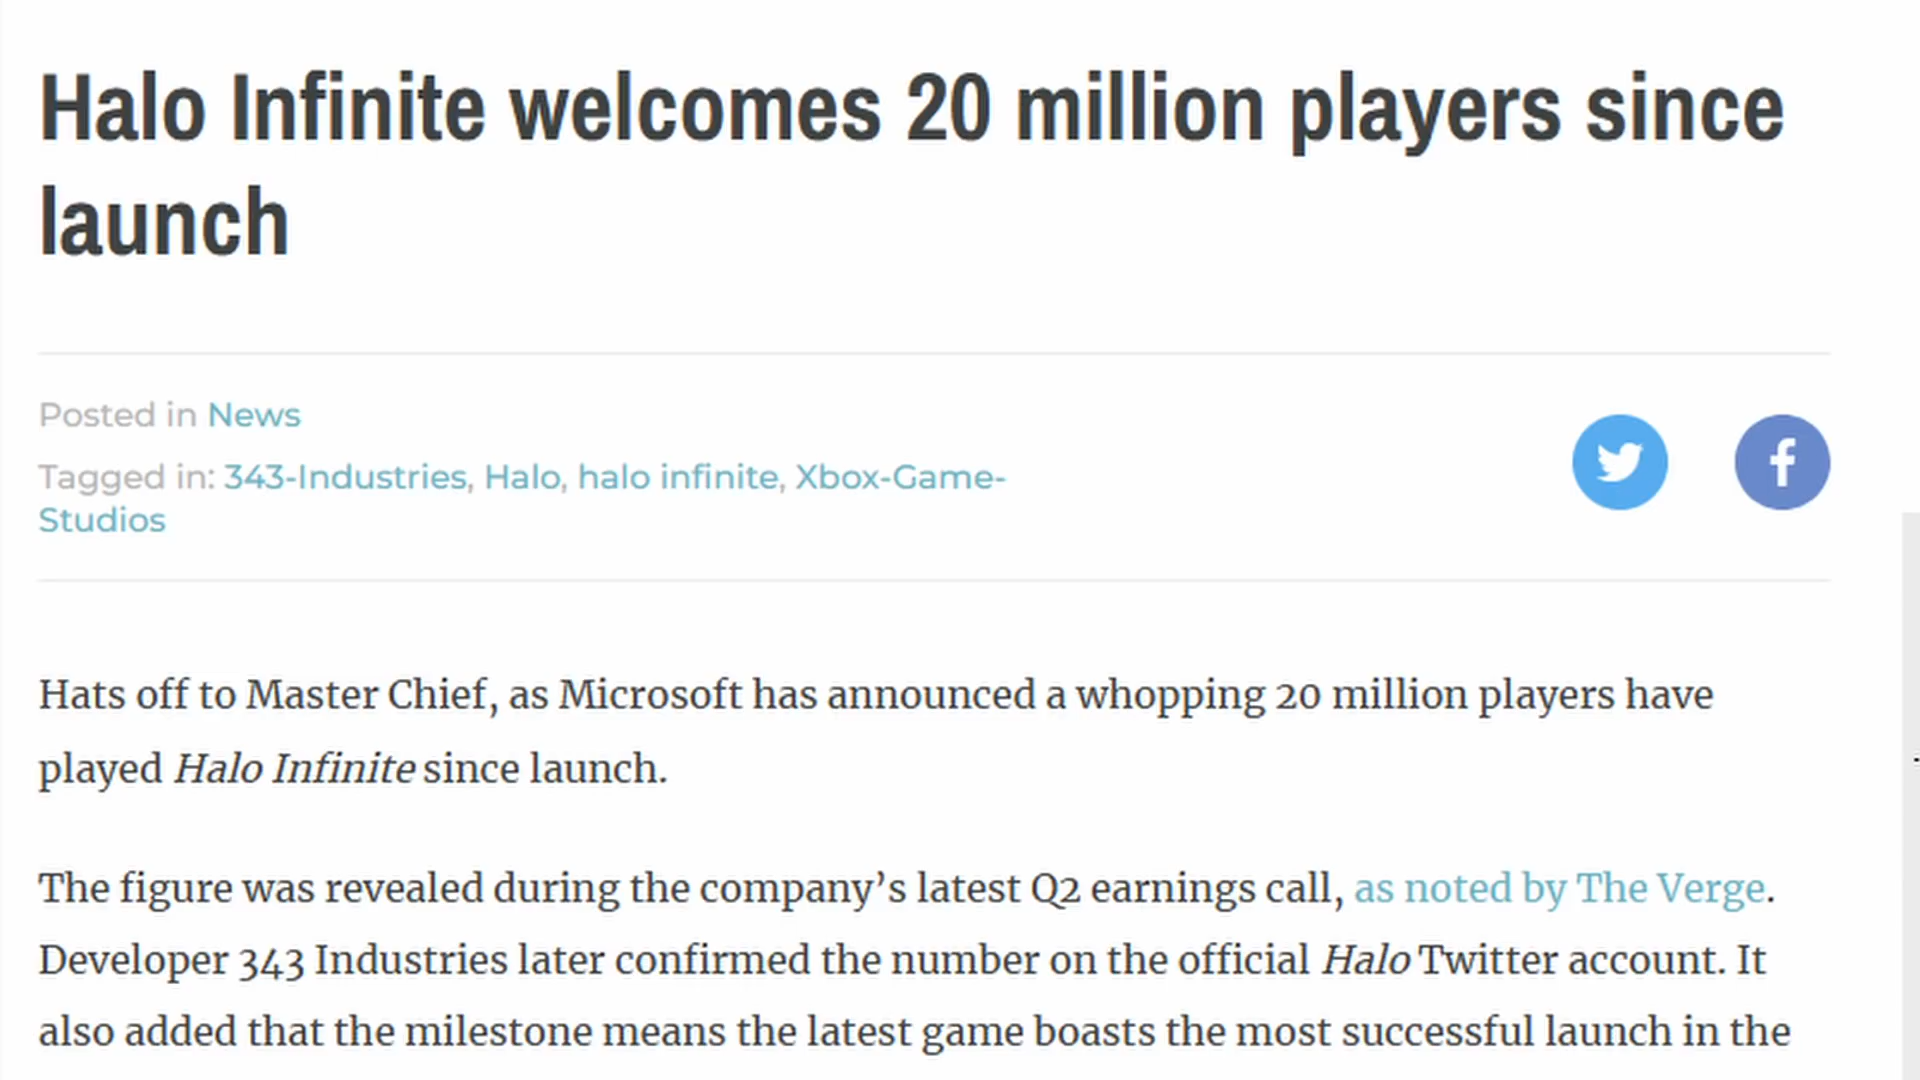 Halo Infinite welcomes 20 million players since
launch
Posted in News
Tagged in: 343-Industries, Halo, halo infinite, Xbox-Game-
Studios
Hats off to Master Chief, as Microsoft has announced a whopping 20 million players have
played Halo Infinite since launch.
The figure was revealed during the company’s latest Q2 earnings call, as noted by The Verge.
Developer 343 Industries later confirmed the number on the official Halo Twitter account. It
also added that the milestone means the latest game boasts the most successful launch in the